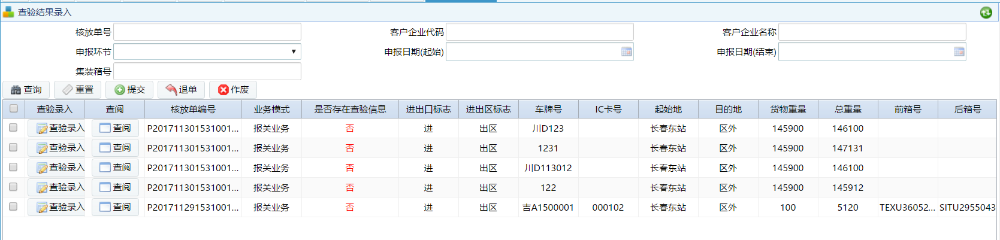 查验结果录入
核放单号 客户企业代码 客户企业名称
申报环节 申报日期(起始) 申报日期(结束)
集装箱号
查询 重置 提交 退单 作废
查验录入 查阅 核放单编号 业务模式 是否存在查验信息 进出口标志 进出区标志 车牌号 IC卡号 起始地 目的地 货物重量 总重量 前箱号 后箱号
查验录入 查阅 P201711301531001... 报关业务 否 进 出区 川D123 长春东站 区外 145900 146100
查验录入 查阅 P201711301531001... 报关业务 否 进 出区 1231 长春东站 区外 145900 147131
查验录入 查阅 P201711301531001... 报关业务 否 进 出区 川D113012 长春东站 区外 145900 146100
查验录入 查阅 P201711301531001... 报关业务 否 进 出区 122 长春东站 区外 145900 145912
查验录入 查阅 P201711291531001... 报关业务 否 进 出区 吉A1500001 000102 长春东站 区外 100 5120 TEXU36052... SITU2955043